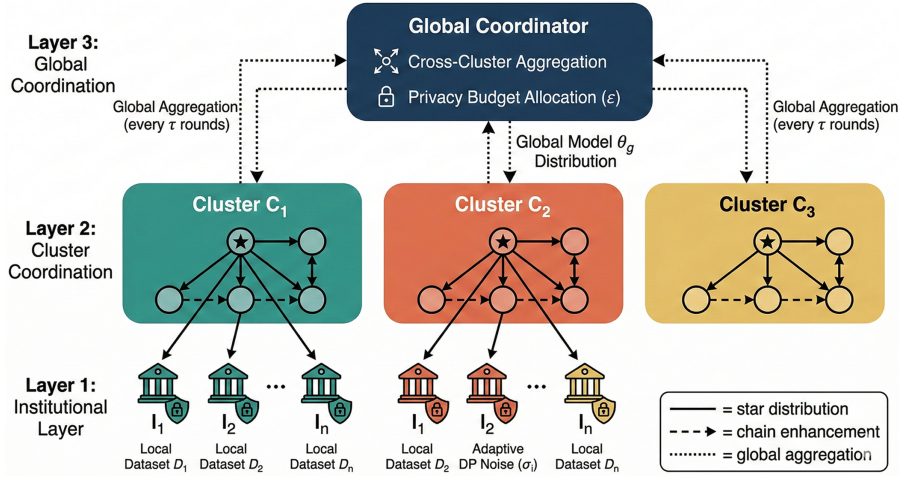 Global Coordinator
Cross-Cluster Aggregation
Privacy Budget Allocation (ε)
Layer 3:
Global
Coordination
Global Aggregation
(every τ rounds)
Global Model θg
Distribution
Global Aggregation
(every τ rounds)
Layer 2:
Cluster
Coordination
Cluster C1
Cluster C2
Cluster C3
Layer 1:
Institutional
Layer
I1
I2
...
In
I1
I2
...
In
Local
Dataset D1
Local
Dataset D2
Local
Dataset Dn
Local
Dataset D2
Adaptive
DP Noise (σi)
Local
Dataset Dn
= star distribution
= chain enhancement
= global aggregation